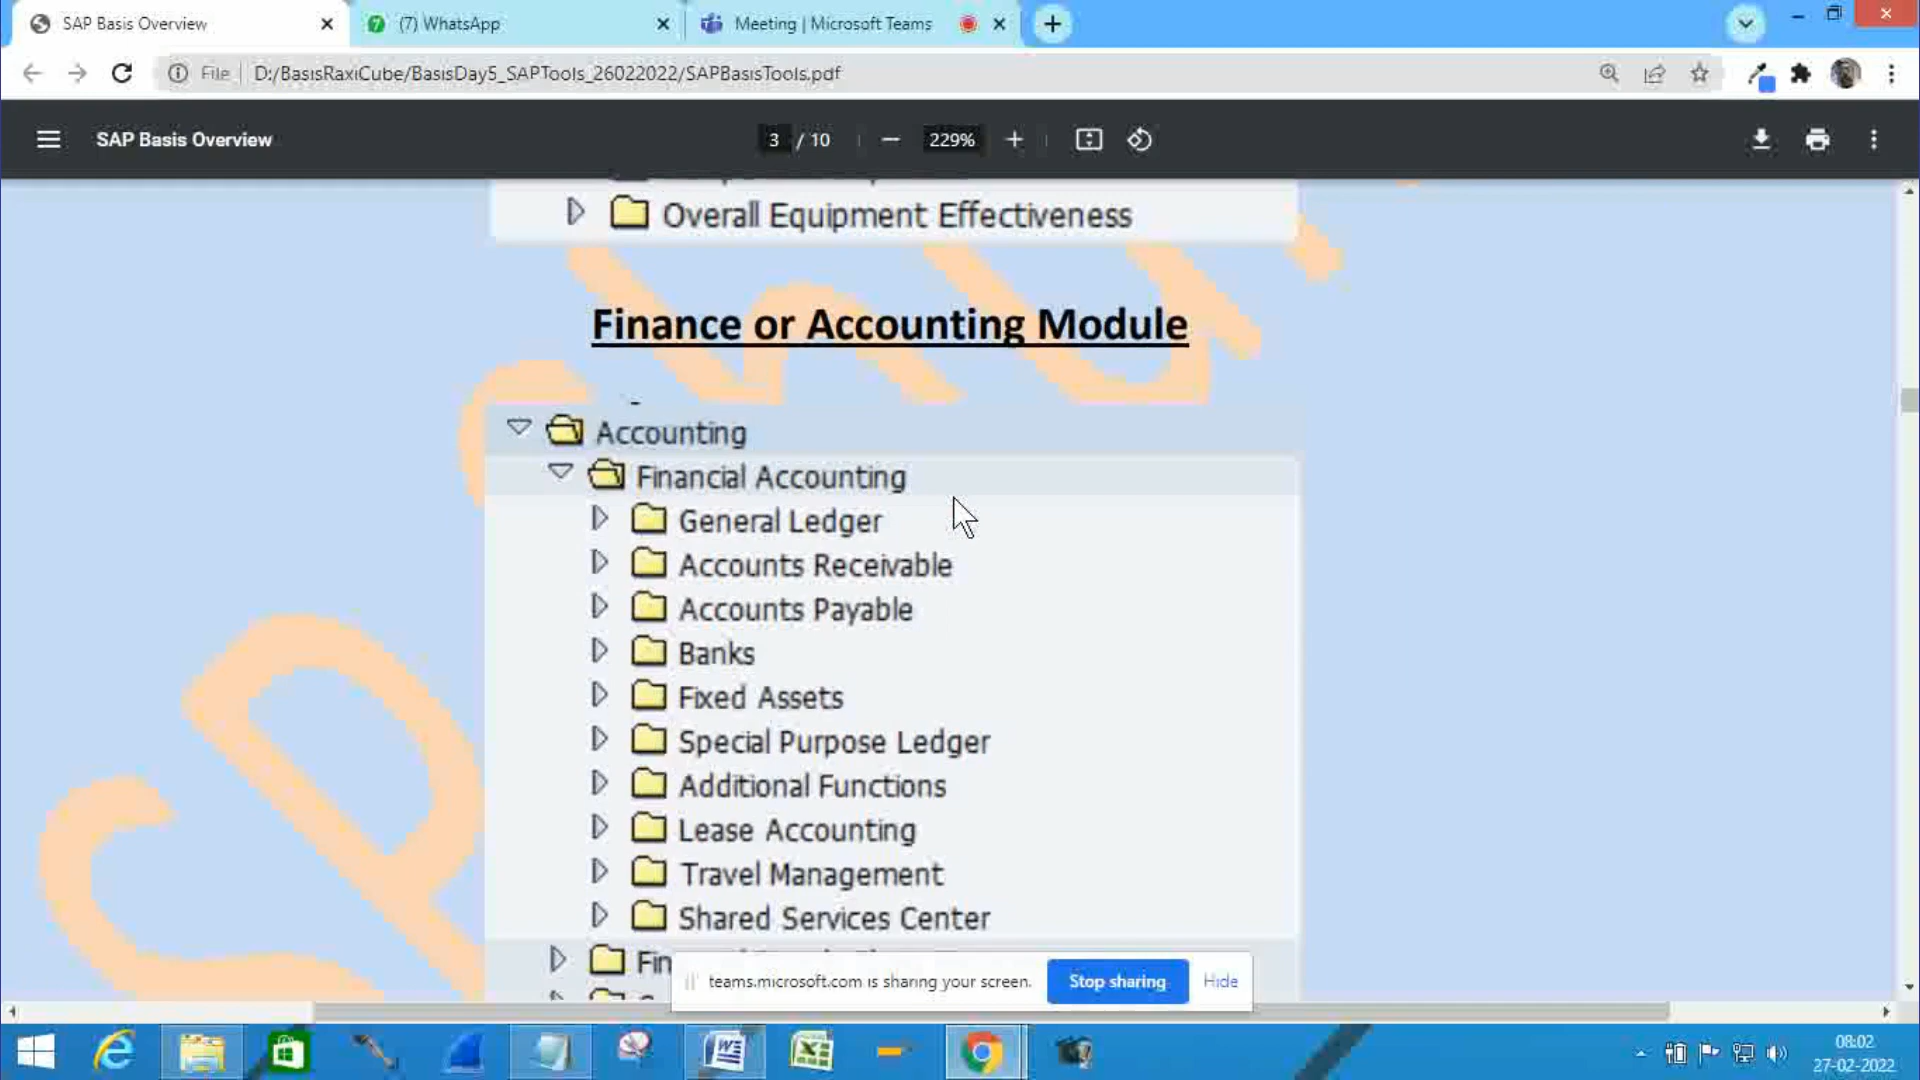 SAP Basis Overview
(7) WhatsApp
Meeting | Microsoft Teams
File
D:/BasisRaxiCube/BasisDay5_SAPTools_26022022/SAPBasisTools.pdf
SAP Basis Overview
3 / 10
229%
Overall Equipment Effectiveness
Finance or Accounting Module
Accounting
Financial Accounting
General Ledger
Accounts Receivable
Accounts Payable
Banks
Fixed Assets
Special Purpose Ledger
Additional Functions
Lease Accounting
Travel Management
Shared Services Center
Fin
teams.microsoft.com is sharing your screen.
Stop sharing
Hide
08:02
27-02-2022